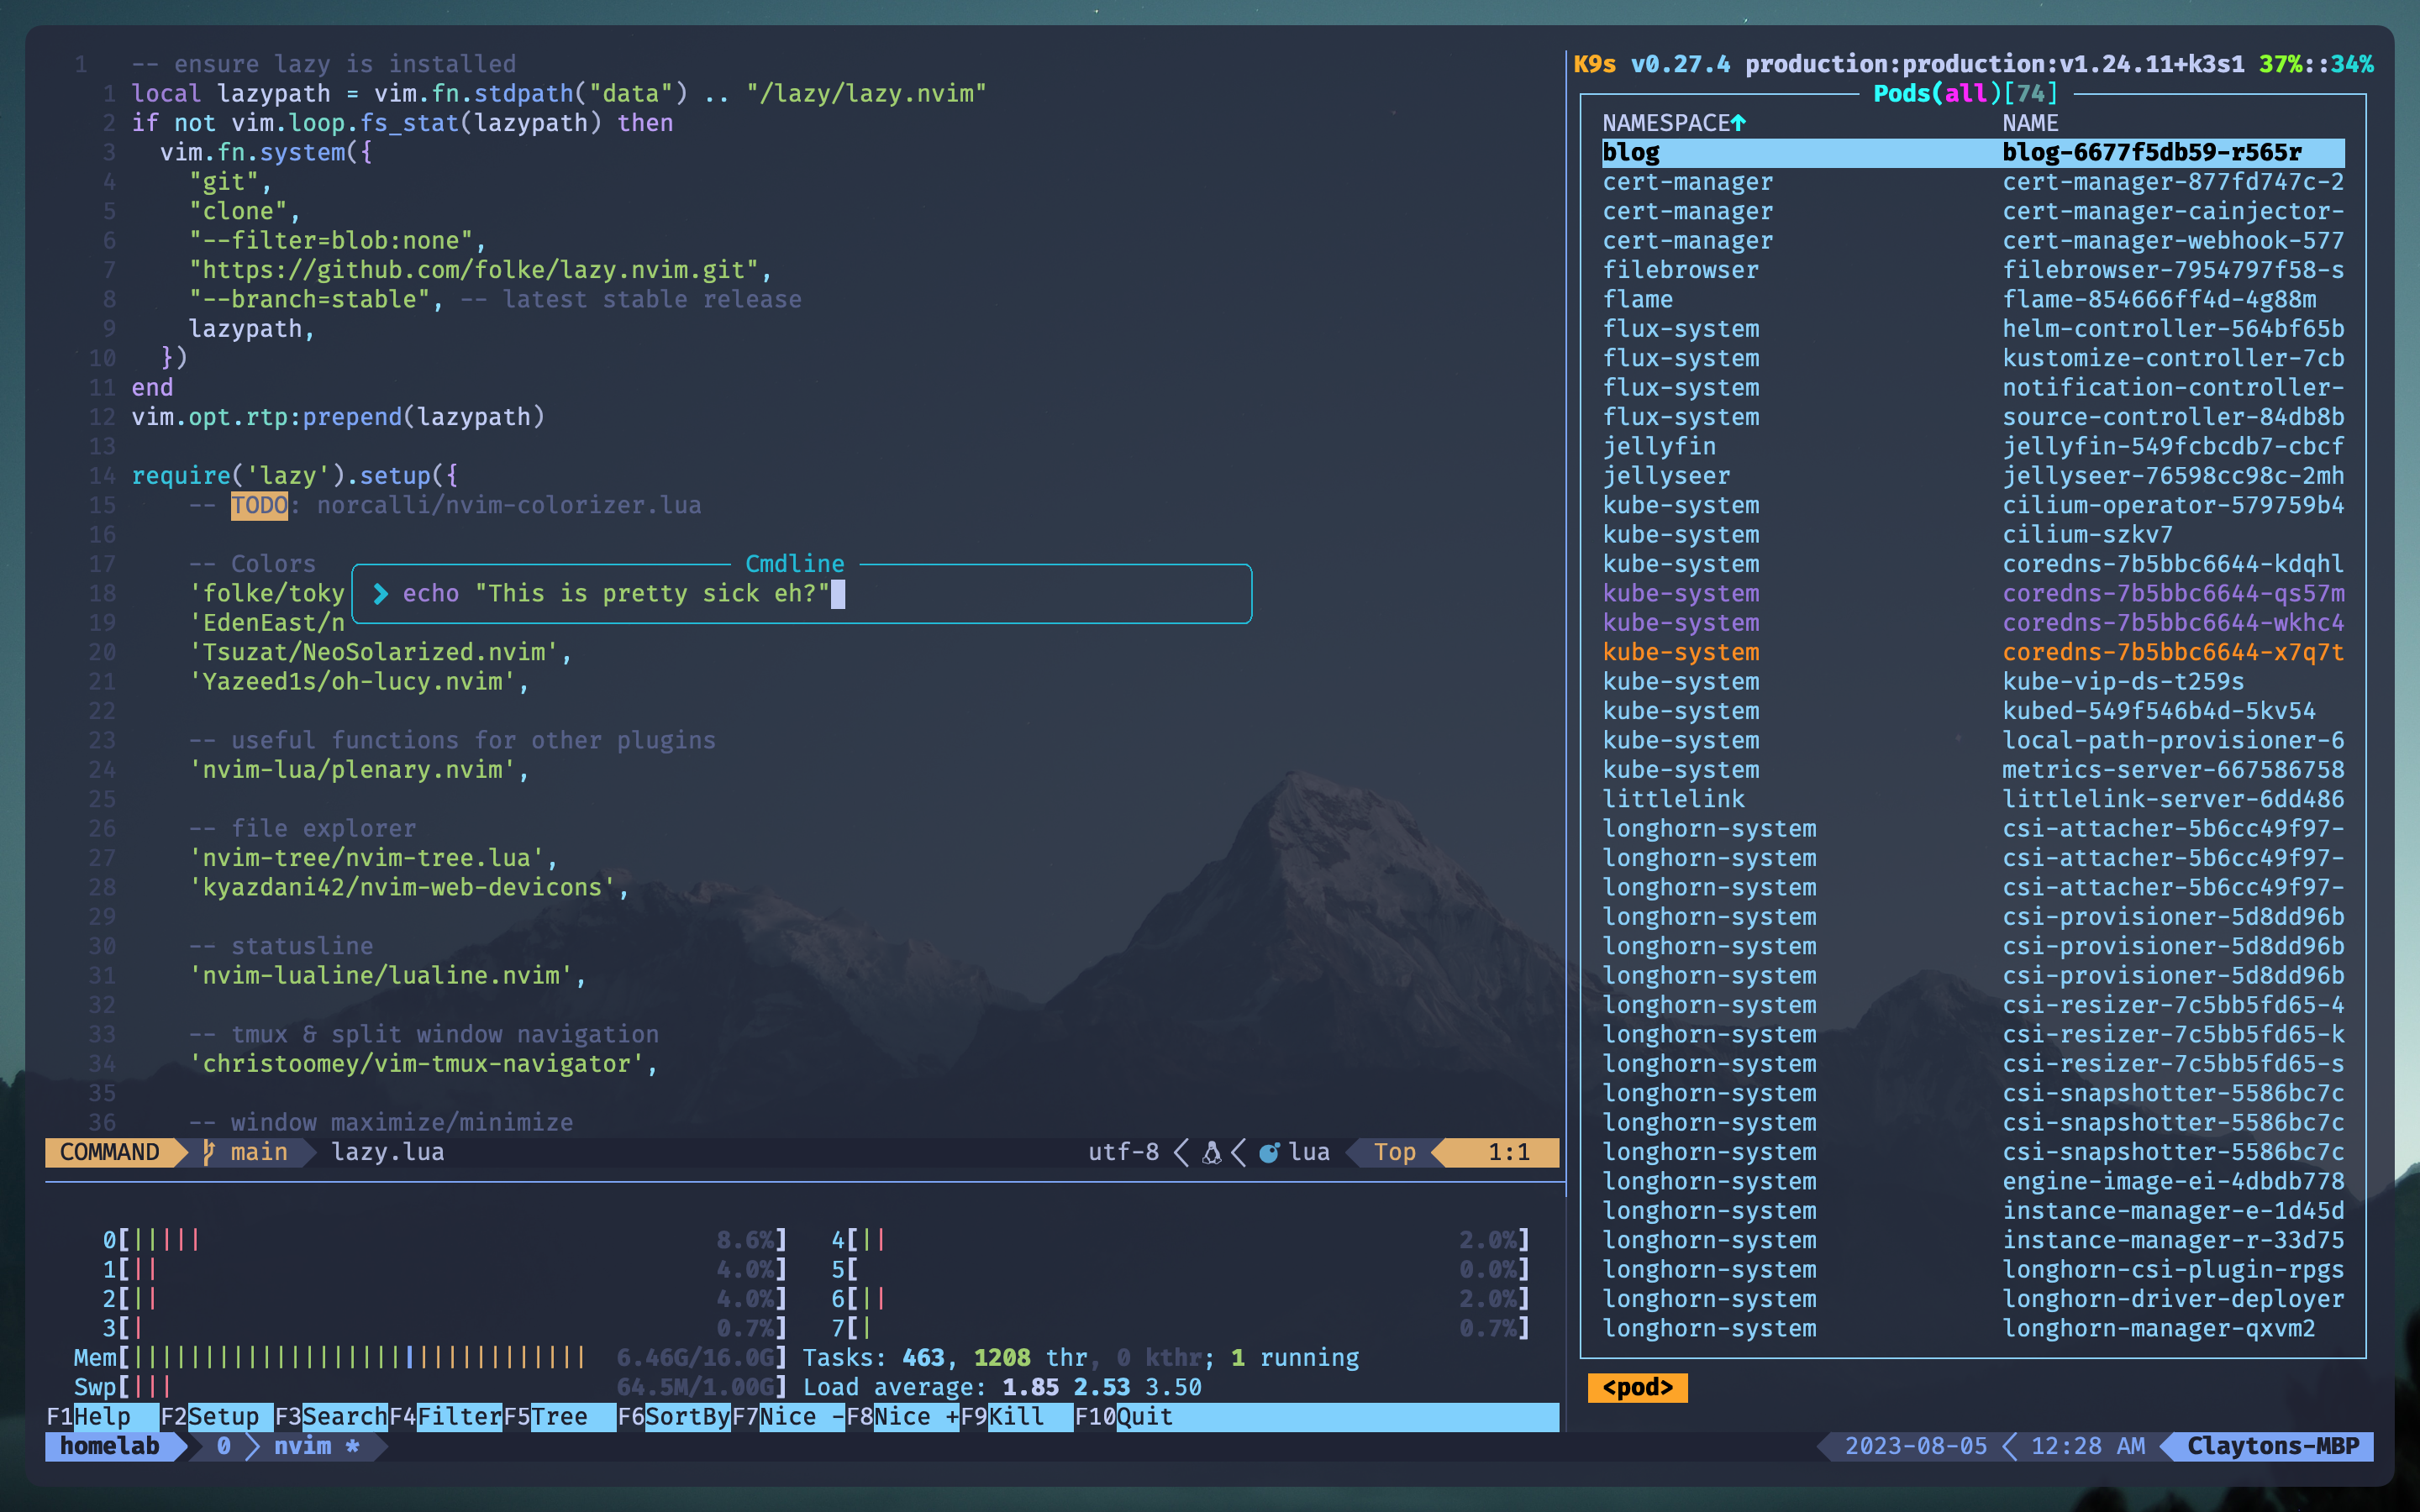 1 -- ensure lazy is installed
1 local lazypath = vim.fn.stdpath("data") .. "/lazy/lazy.nvim"
2 if not vim.loop.fs_stat(lazypath) then
3 vim.fn.system({
4 "git",
5 "clone",
6 "--filter=blob:none",
7 "https://github.com/folke/lazy.nvim.git",
8 "--branch=stable", -- latest stable release
9 lazypath,
10 })
11 end
12 vim.opt.rtp:prepend(lazypath)
13
14 require('lazy').setup({
15 -- TODO: norcalli/nvim-colorizer.lua
16
17 -- Colors
Cmdline
18 'folke/toky
echo "This is pretty sick eh?"
19 'EdenEast/n
20 'Tsuzat/NeoSolarized.nvim',
21 'Yazeed1s/oh-lucy.nvim',
22
23 -- useful functions for other plugins
24 'nvim-lua/plenary.nvim',
25
26 -- file explorer
27 'nvim-tree/nvim-tree.lua',
28 'kyazdani42/nvim-web-devicons',
29
30 -- statusline
31 'nvim-lualine/lualine.nvim',
32
33 -- tmux & split window navigation
34 'christoomey/vim-tmux-navigator',
35
36 -- window maximize/minimize
COMMAND main lazy.lua utf-8 lua Top 1:1
0[||||| 8.6%] 4[|| 2.0%]
1[|| 4.0%] 5[ 0.0%]
2[|| 4.0%] 6[|| 2.0%]
3[| 0.7%] 7[| 0.7%]
Mem[|||||||||||||||||||||||||||||||| 6.46G/16.0G] Tasks: 463, 1208 thr, 0 kthr; 1 running
Swp[||| 64.5M/1.00G] Load average: 1.85 2.53 3.50
F1Help F2Setup F3SearchF4FilterF5Tree F6SortByF7Nice -F8Nice +F9Kill F10Quit
K9s v0.27.4 production:production:v1.24.11+k3s1 37%::34%
Pods(all)[74]
NAMESPACE↑ NAME
blog blog-6677f5db59-r565r
cert-manager cert-manager-877fd747c-2
cert-manager cert-manager-cainjector-
cert-manager cert-manager-webhook-577
filebrowser filebrowser-7954797f58-s
flame flame-854666ff4d-4g88m
flux-system helm-controller-564bf65b
flux-system kustomize-controller-7cb
flux-system notification-controller-
flux-system source-controller-84db8b
jellyfin jellyfin-549fcbcdb7-cbcf
jellyseer jellyseer-76598cc98c-2mh
kube-system cilium-operator-579759b4
kube-system cilium-szkv7
kube-system coredns-7b5bbc6644-kdqhl
kube-system coredns-7b5bbc6644-qs57m
kube-system coredns-7b5bbc6644-wkhc4
kube-system coredns-7b5bbc6644-x7q7t
kube-system kube-vip-ds-t259s
kube-system kubed-549f546b4d-5kv54
kube-system local-path-provisioner-6
kube-system metrics-server-667586758
littlelink littlelink-server-6dd486
longhorn-system csi-attacher-5b6cc49f97-
longhorn-system csi-attacher-5b6cc49f97-
longhorn-system csi-attacher-5b6cc49f97-
longhorn-system csi-provisioner-5d8dd96b
longhorn-system csi-provisioner-5d8dd96b
longhorn-system csi-provisioner-5d8dd96b
longhorn-system csi-resizer-7c5bb5fd65-4
longhorn-system csi-resizer-7c5bb5fd65-k
longhorn-system csi-resizer-7c5bb5fd65-s
longhorn-system csi-snapshotter-5586bc7c
longhorn-system csi-snapshotter-5586bc7c
longhorn-system csi-snapshotter-5586bc7c
longhorn-system engine-image-ei-4dbdb778
longhorn-system instance-manager-e-1d45d
longhorn-system instance-manager-r-33d75
longhorn-system longhorn-csi-plugin-rpgs
longhorn-system longhorn-driver-deployer
longhorn-system longhorn-manager-qxvm2
<pod>
homelab 0 nvim * 2023-08-05 12:28 AM Claytons-MBP